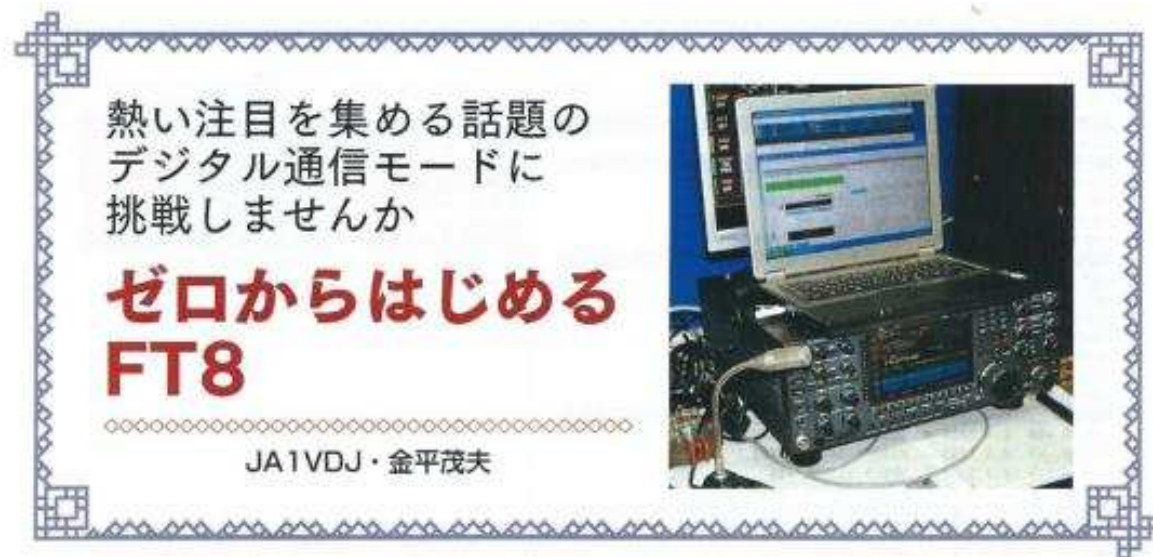 熱い注目を集める話題の
デジタル通信モードに
挑戦しませんか
ゼロからはじめる
FT8
JA1VDJ・金平茂夫